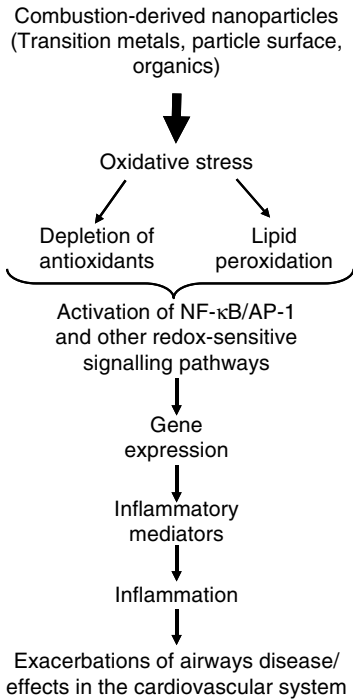 Combustion-derived nanoparticles
(Transition metals, particle surface,
organics)
Oxidative stress
Depletion of
antioxidants
Lipid
peroxidation
Activation of NF-κB/AP-1
and other redox-sensitive
signalling pathways
Gene
expression
Inflammatory
mediators
Inflammation
Exacerbations of airways disease/
effects in the cardiovascular system